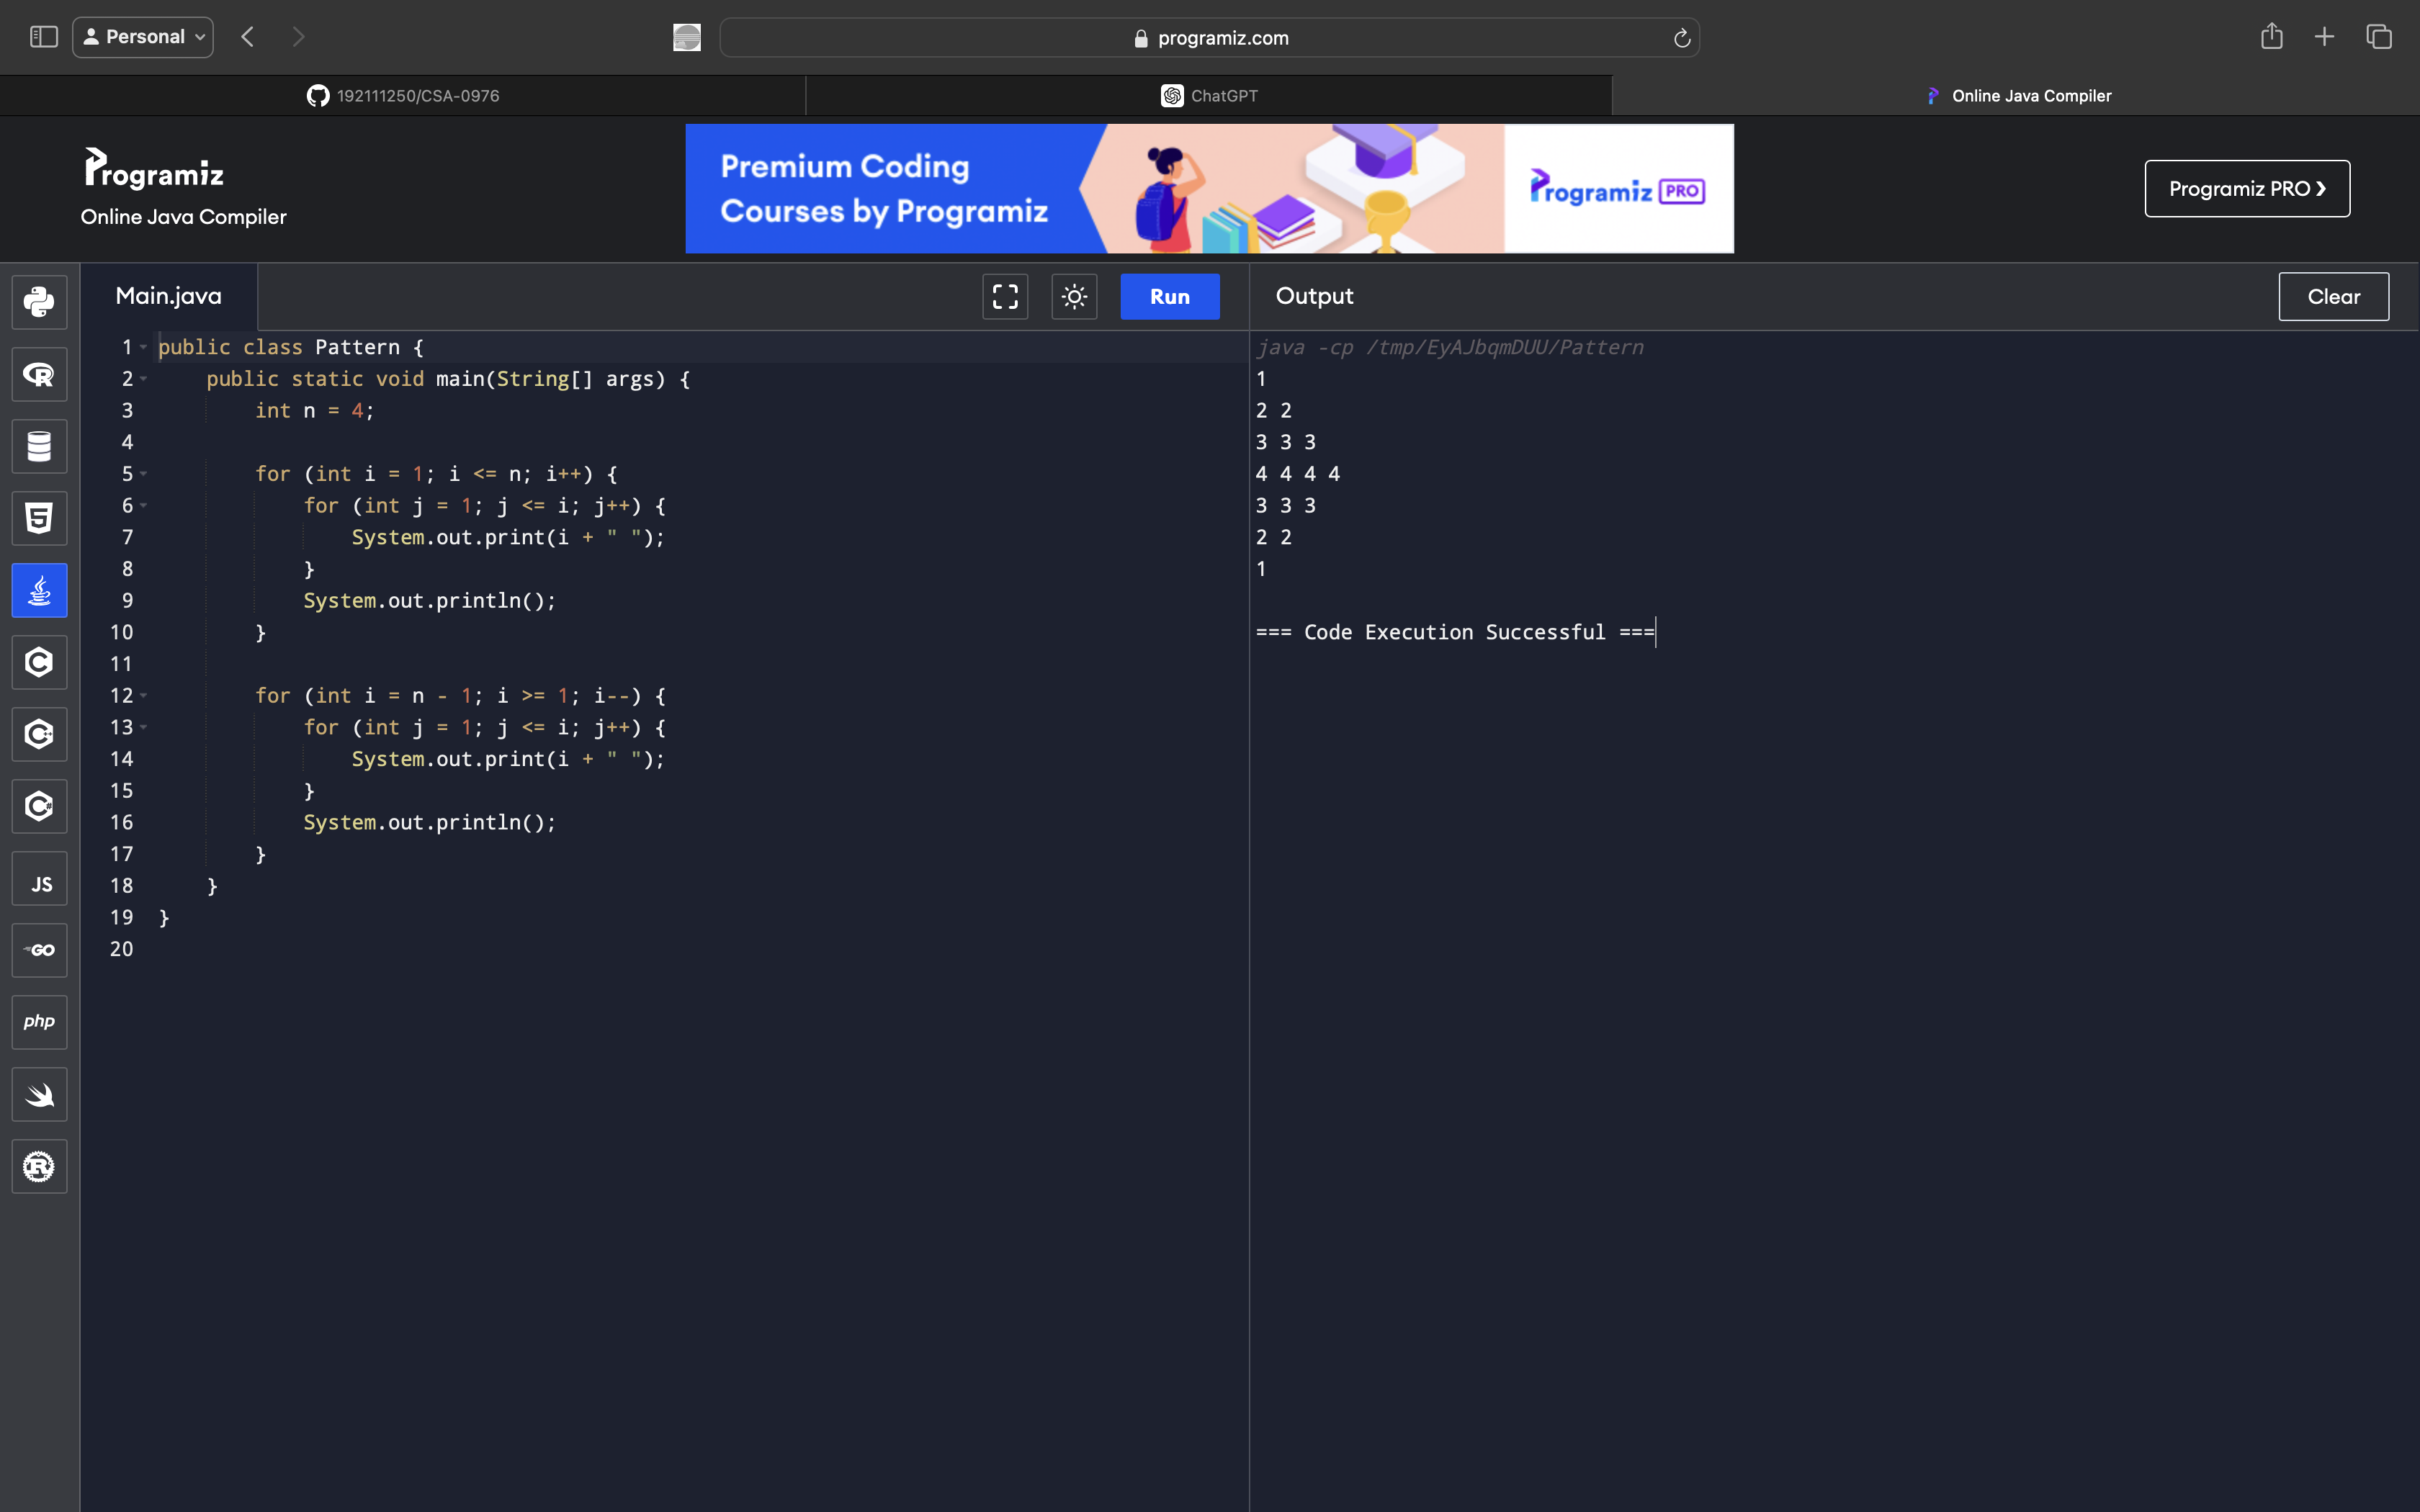 Personal
programiz.com
192111250/CSA-0976
ChatGPT
Online Java Compiler
Programiz
Online Java Compiler
Premium Coding
Courses by Programiz
Programiz PRO
Programiz PRO ❯
Main.java
Run
Output
Clear
1 public class Pattern {
2     public static void main(String[] args) {
3         int n = 4;
4
5         for (int i = 1; i <= n; i++) {
6             for (int j = 1; j <= i; j++) {
7                 System.out.print(i + " ");
8             }
9             System.out.println();
10         }
11
12         for (int i = n - 1; i >= 1; i--) {
13             for (int j = 1; j <= i; j++) {
14                 System.out.print(i + " ");
15             }
16             System.out.println();
17         }
18     }
19 }
20
java -cp /tmp/EyAJbqmDUU/Pattern
1
2 2
3 3 3
4 4 4 4
3 3 3
2 2
1
=== Code Execution Successful ===
R
5
C
C++
C#
JS
GO
php
R